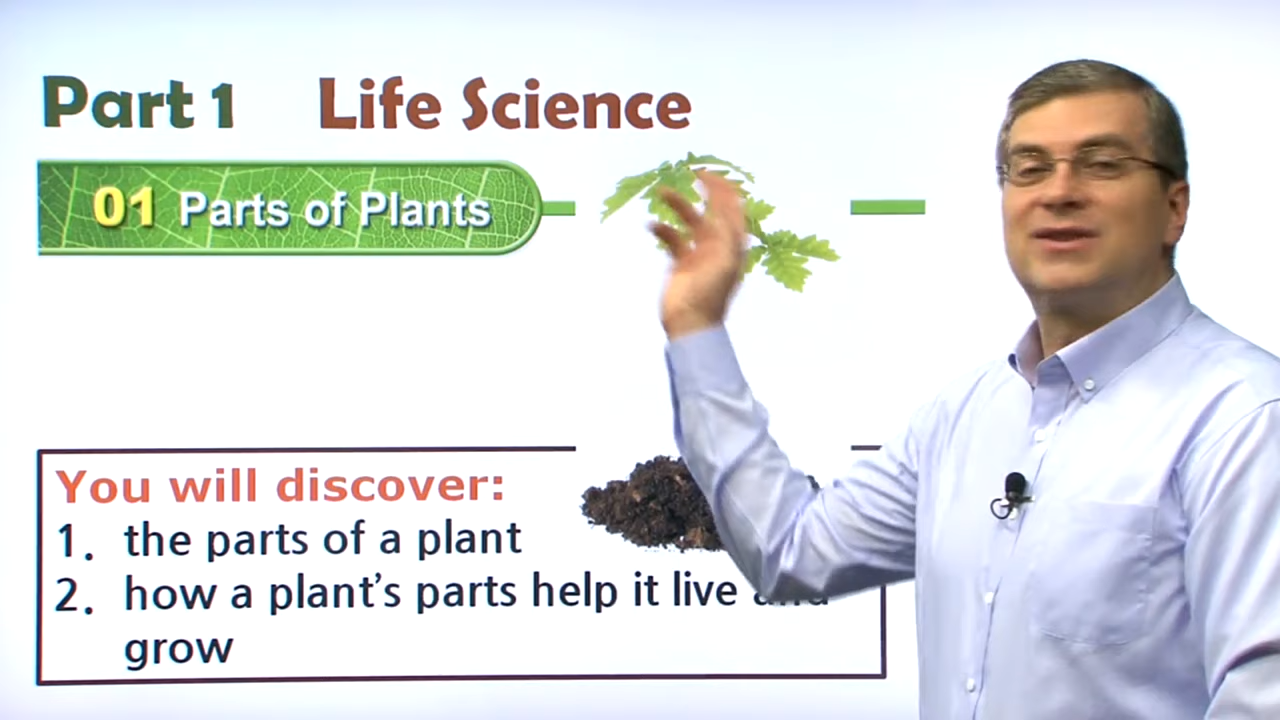 Part 1 Life Science
01 Parts of Plants
You will discover:
1. the parts of a plant
2. how a plant's parts help it live
grow